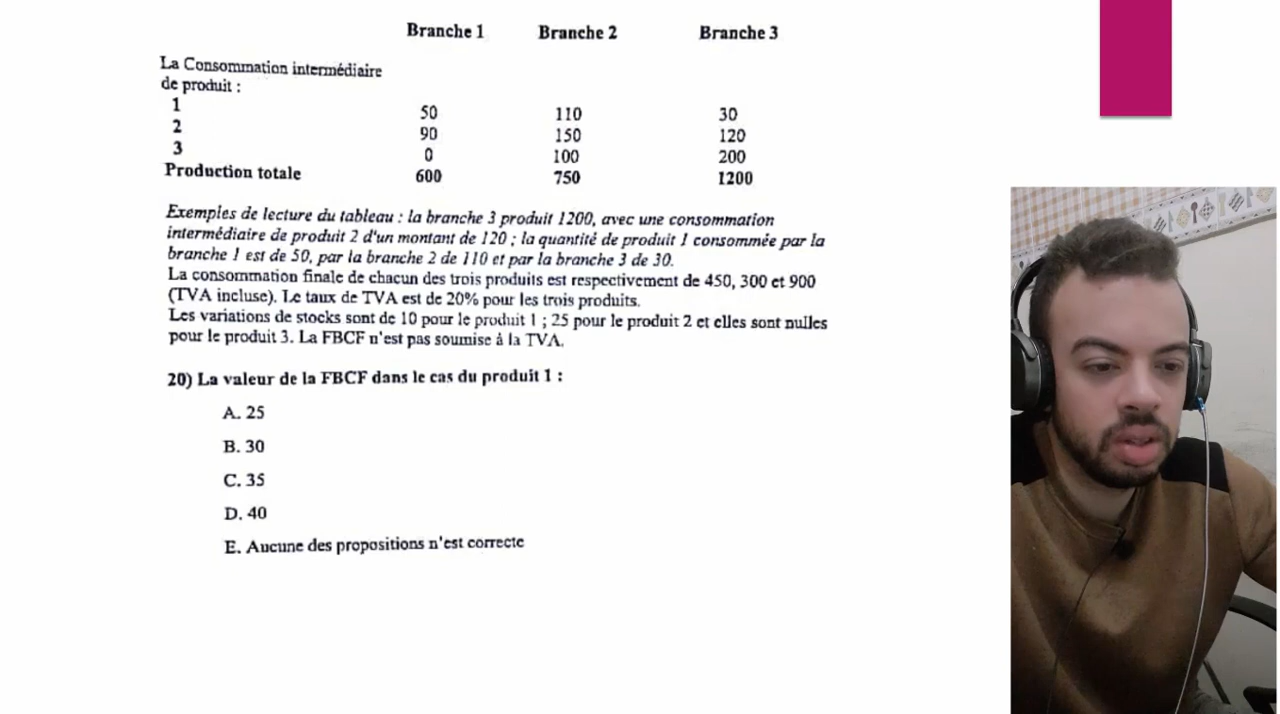 Branche 1 Branche 2 Branche 3
La Consommation intermédiaire
de produit :
1 50 110 30
2 90 150 120
3 0 100 200
Production totale 600 750 1200
Exemples de lecture du tableau : la branche 3 produit 1200, avec une consommation
intermédiaire de produit 2 d'un montant de 120 ; la quantité de produit 1 consommée par la
branche 1 est de 50, par la branche 2 de 110 et par la branche 3 de 30.
La consommation finale de chacun des trois produits est respectivement de 450, 300 et 900
(TVA incluse). Le taux de TVA est de 20% pour les trois produits.
Les variations de stocks sont de 10 pour le produit 1 ; 25 pour le produit 2 et elles sont nulles
pour le produit 3. La FBCF n'est pas soumise à la TVA.
20) La valeur de la FBCF dans le cas du produit 1 :
A. 25
B. 30
C. 35
D. 40
E. Aucune des propositions n'est correcte